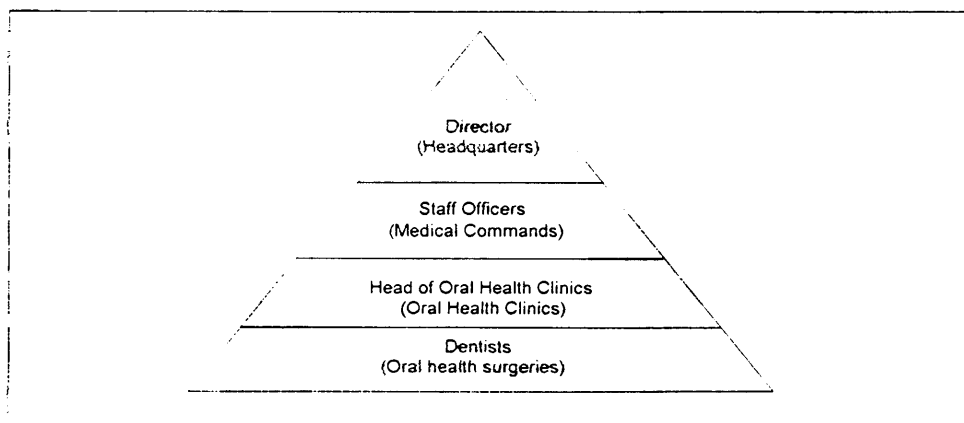 Director
(Headquarters)
Staff Officers
(Medical Commands)
Head of Oral Health Clinics
(Oral Health Clinics)
Dentists
(Oral health surgeries)